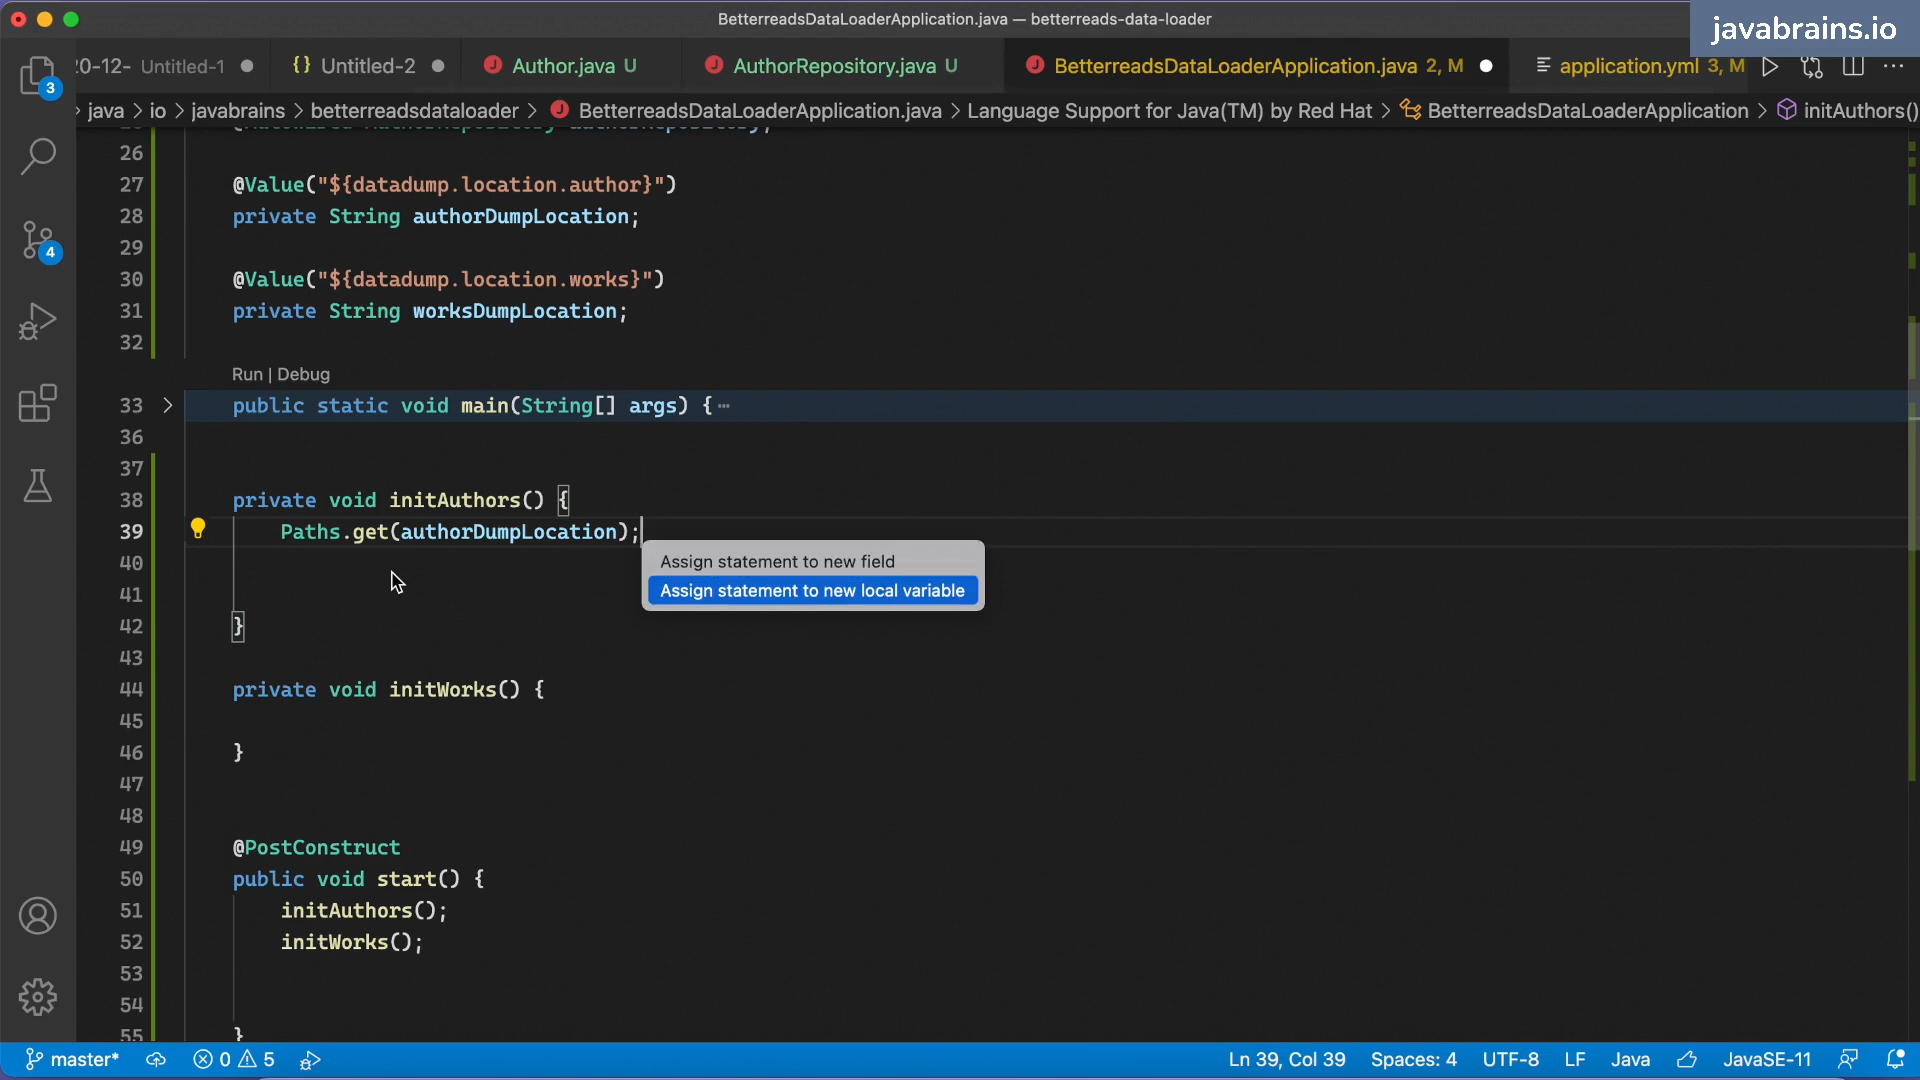 BetterreadsDataLoaderApplication.java — betterreads-data-loader
javabrains.io
20-12- Untitled-1
{} Untitled-2
Author.java U
AuthorRepository.java U
BetterreadsDataLoaderApplication.java 2, M
application.yml 3, M
> java > io > javabrains > betterreadsdataloader > BetterreadsDataLoaderApplication.java > Language Support for Java(TM) by Red Hat > BetterreadsDataLoaderApplication > initAuthors()
3
4
26
27 @Value("${datadump.location.author}")
28 private String authorDumpLocation;
29
30 @Value("${datadump.location.works}")
31 private String worksDumpLocation;
32
Run | Debug
33 public static void main(String[] args) {…
36
37
38 private void initAuthors() {
39 Paths.get(authorDumpLocation);
Assign statement to new field
Assign statement to new local variable
40
41
42 }
43
44 private void initWorks() {
45
46 }
47
48
49 @PostConstruct
50 public void start() {
51 initAuthors();
52 initWorks();
53
54
55 }
master* 0 5 Ln 39, Col 39 Spaces: 4 UTF-8 LF Java JavaSE-11